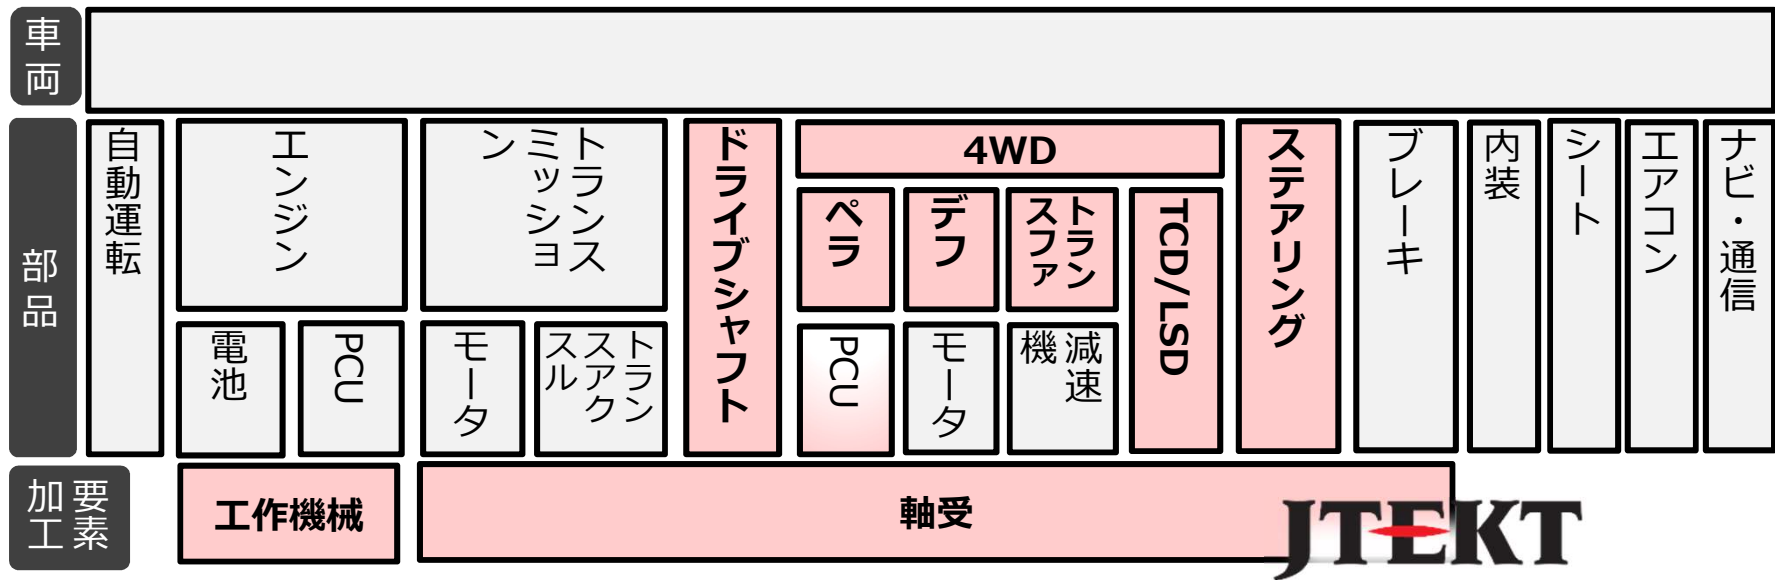 車両
部品
自動運転
エンジン
トランスミッション
ドライブシャフト
4WD
ペラ
デフ
トランスファ
TCD/LSD
ステアリング
ブレーキ
内装
シート
エアコン
ナビ・通信
電池
PCU
モータ
トランスアクスル
PCU
モータ
減速機
要素
加工
工作機械
軸受
JTEKT